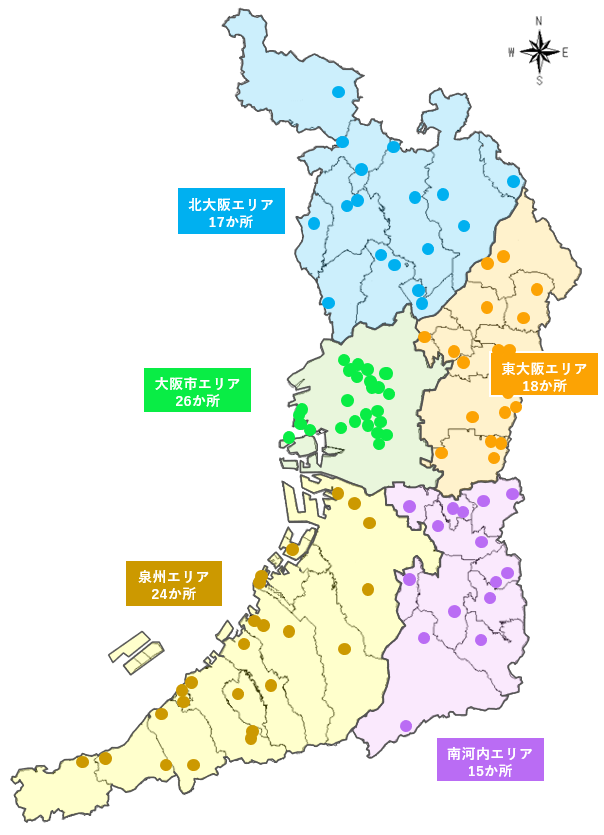 N
W E
S
北大阪エリア
17か所
東大阪エリア
18か所
大阪市エリア
26か所
泉州エリア
24か所
南河内エリア
15か所